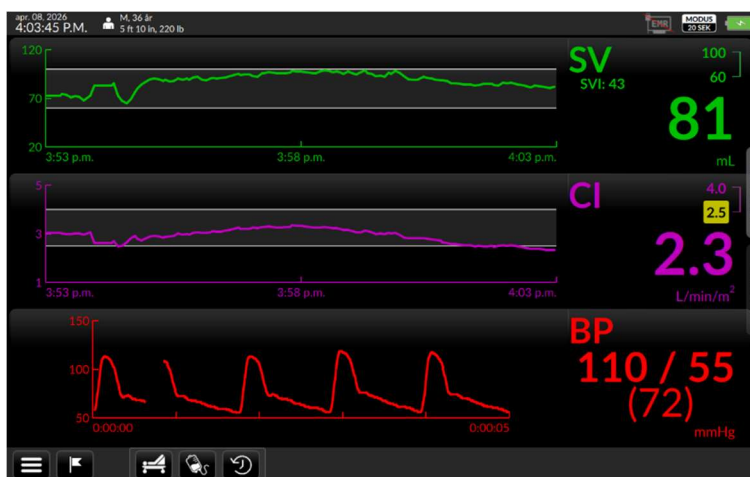 apr. 08, 2026
4:03:45 P.M.
M, 36 år
5 ft 10 in, 220 lb
EMR
MODUS
20 SEK
120
70
20
3:53 p.m.
3:58 p.m.
4:03 p.m.
SV
SVI: 43
100
60
81
mL
5
3
1
3:53 p.m.
3:58 p.m.
4:03 p.m.
CI
4.0
2.5
2.3
L/min/m²
150
100
50
0:00:00
0:00:05
BP
110 / 55
(72)
mmHg